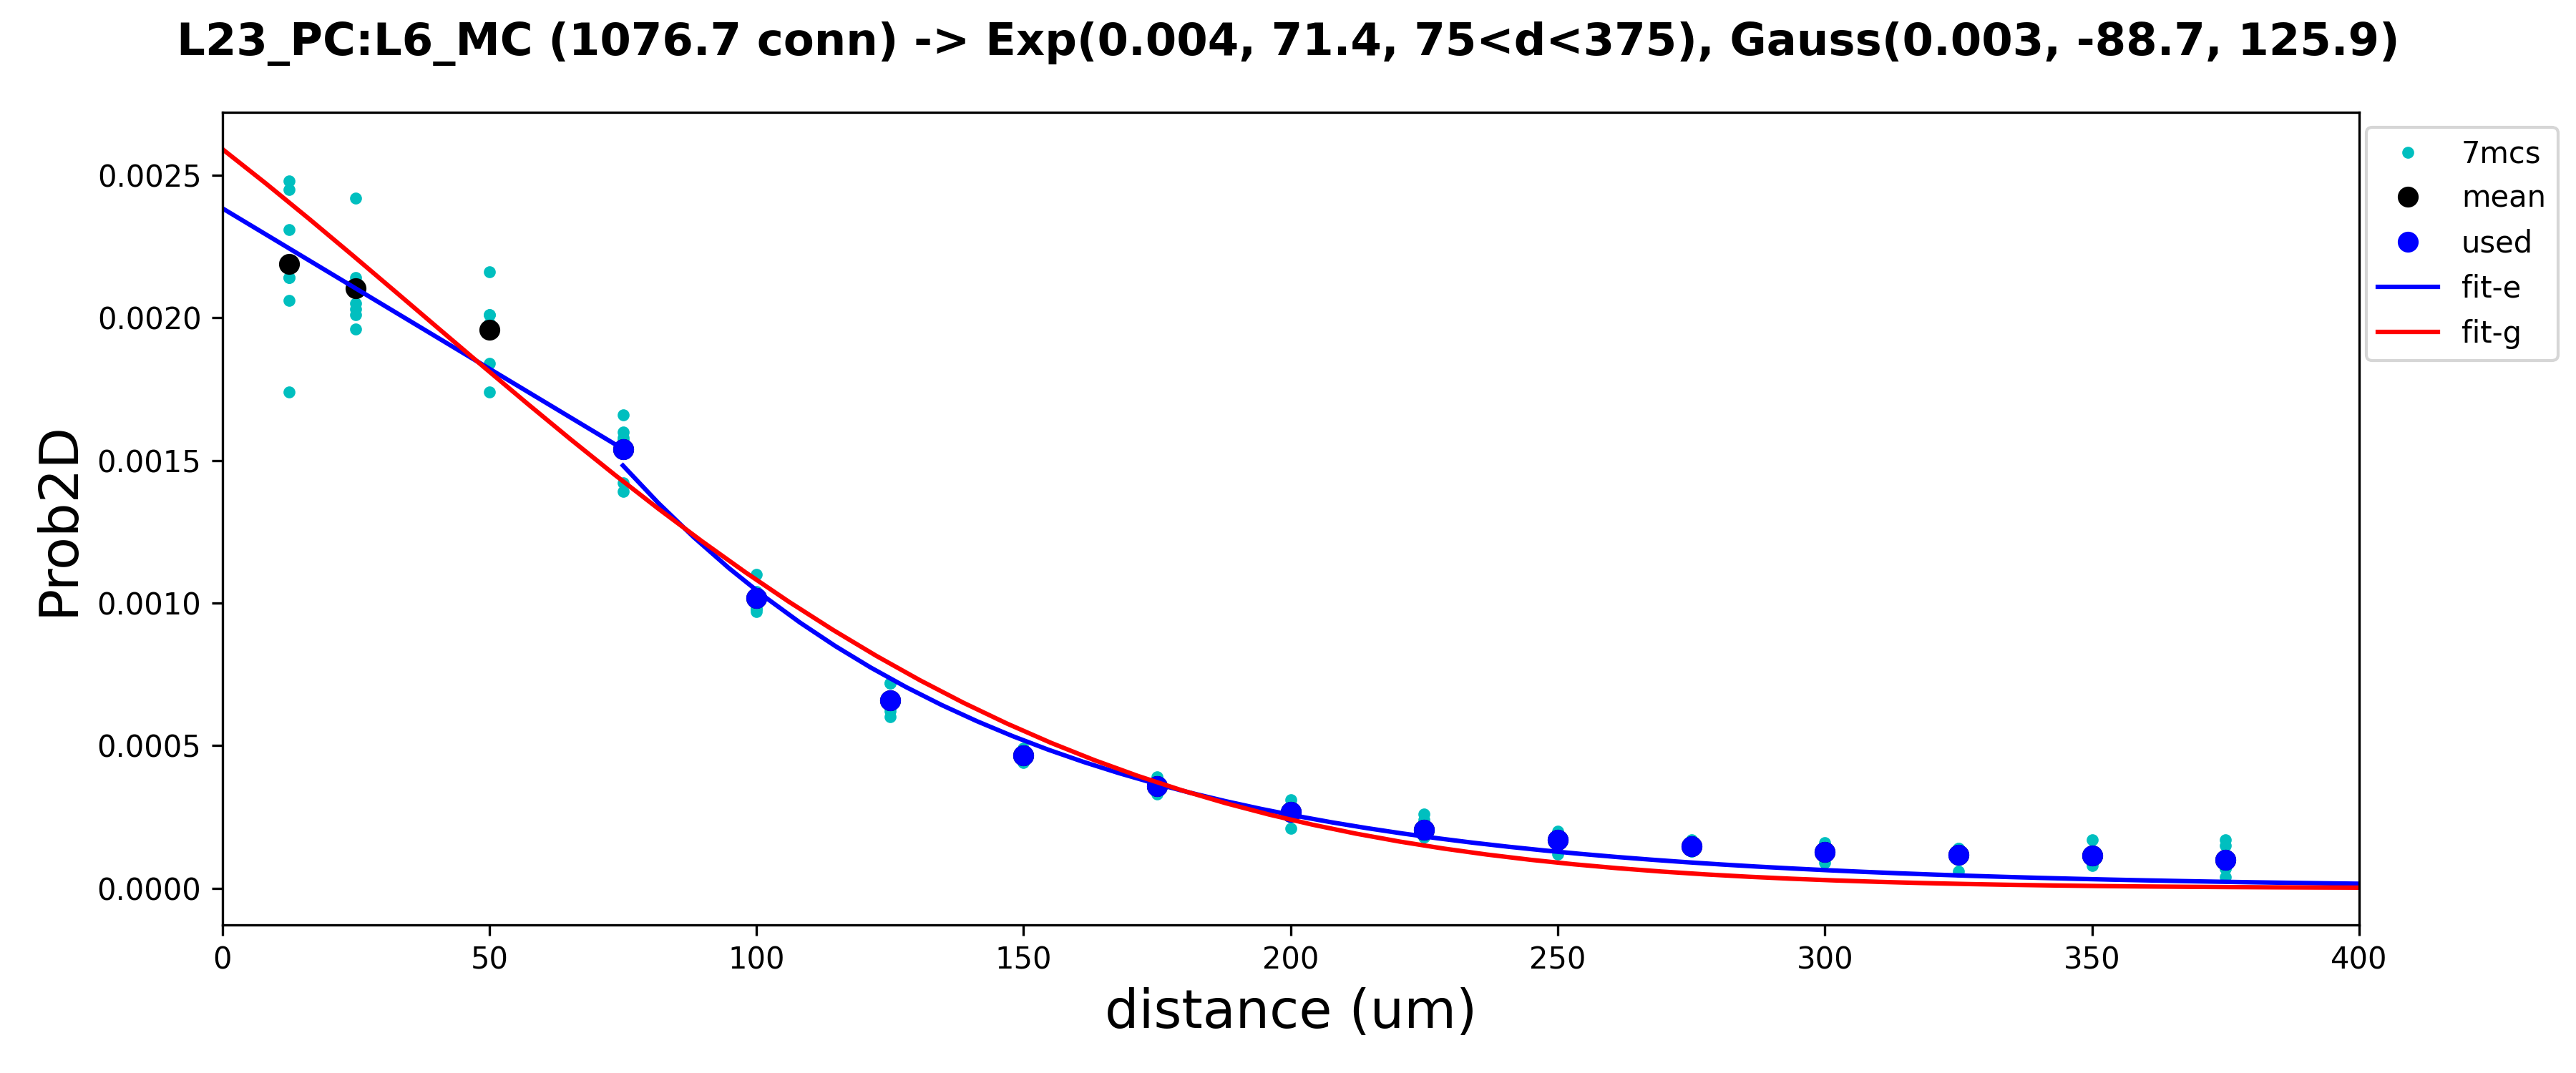 L23_PC:L6_MC (1076.7 conn) -> Exp(0.004, 71.4, 75<d<375), Gauss(0.003, -88.7, 125.9)
7mcs
mean
used
fit-e
fit-g
Prob2D
0.0025
0.0020
0.0015
0.0010
0.0005
0.0000
0 50 100 150 200 250 300 350 400
distance (um)